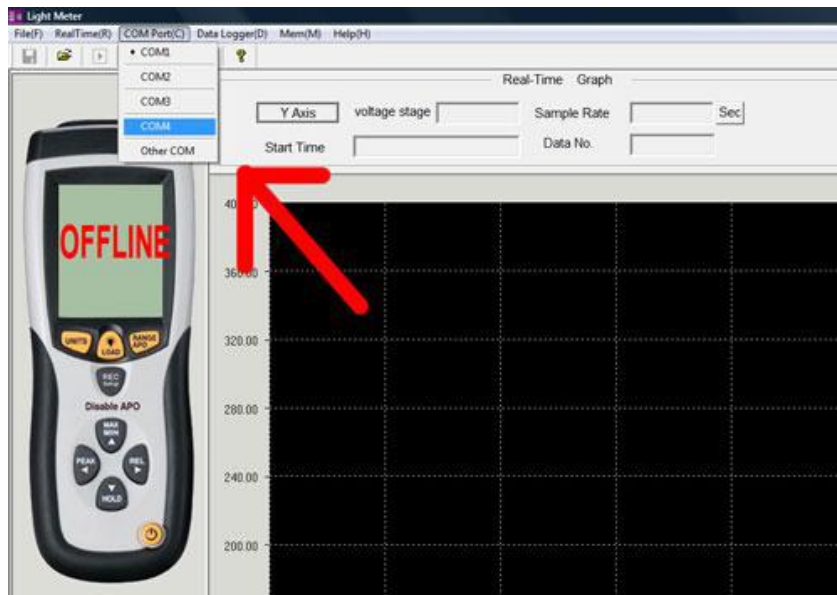 Light Meter
File(F) RealTime(R) COM Port(C) Data Logger(D) Mem(M) Help(H)
COM1
COM2
COM3
COM4
Other COM
?
Real-Time Graph
Y Axis voltage stage Sample Rate Sec
Start Time Data No.
OFFLINE
360.00
320.00
280.00
240.00
200.00
UNITS
LOAD
RANGE
APO
REC
Setup
Disable APO
MAX
MIN
PEAK
REL
HOLD